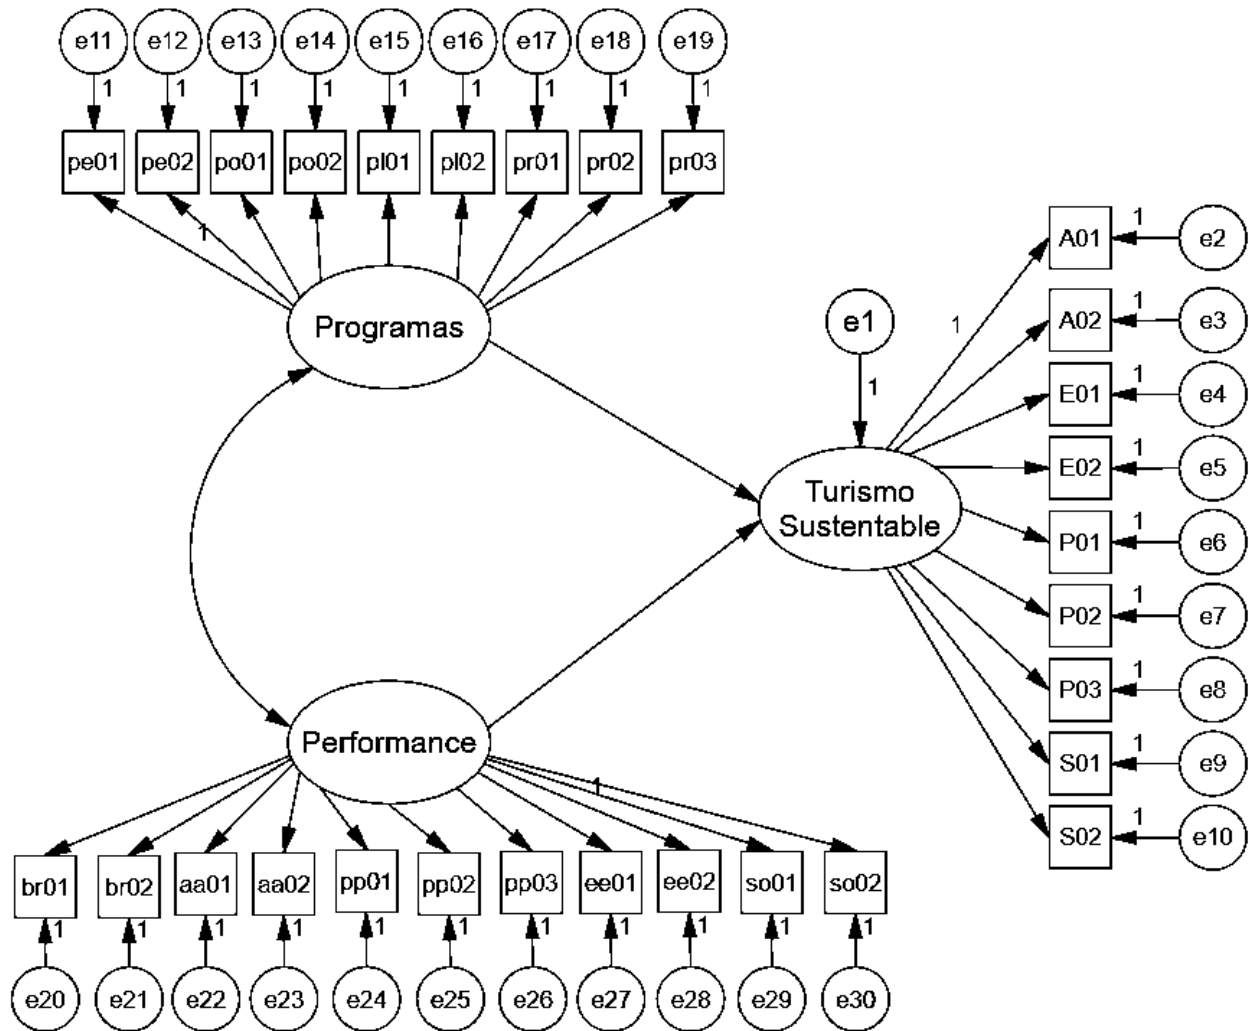 e11 e12 e13 e14 e15 e16 e17 e18 e19
1 1 1 1 1 1 1 1 1
pe01 pe02 po01 po02 pl01 pl02 pr01 pr02 pr03
1
Programas
A01 1 e2
A02 1 e3
E01 1 e4
E02 1 e5
P01 1 e6
P02 1 e7
P03 1 e8
S01 1 e9
S02 1 e10
1
e1
1
Turismo
Sustentable
Performance
1
br01 br02 aa01 aa02 pp01 pp02 pp03 ee01 ee02 so01 so02
1 1 1 1 1 1 1 1 1 1 1
e20 e21 e22 e23 e24 e25 e26 e27 e28 e29 e30